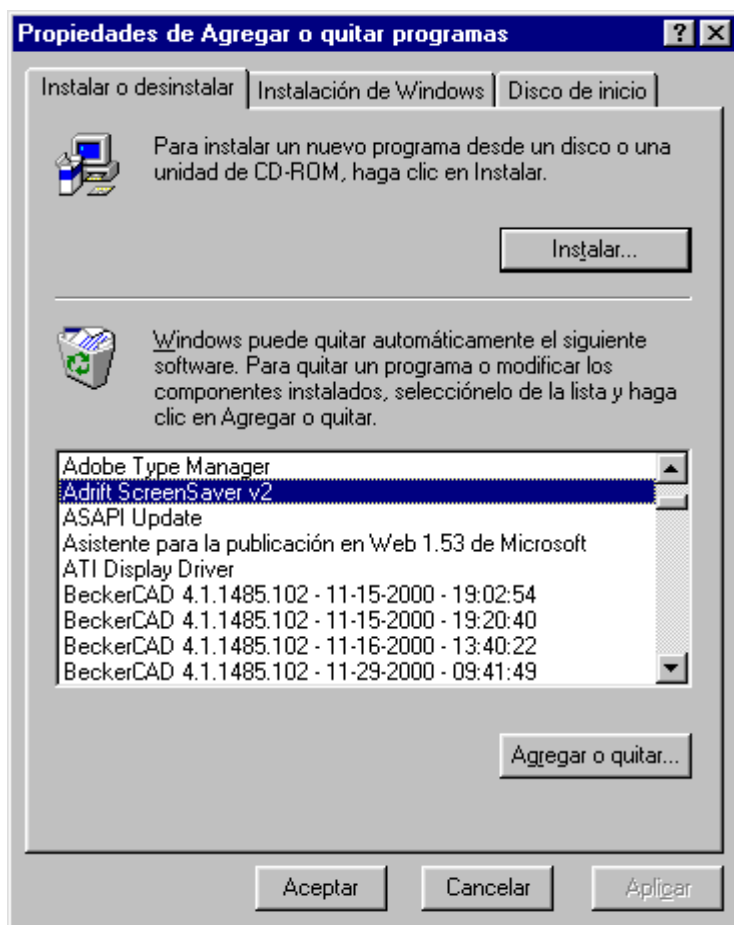 Propiedades de Agregar o quitar programas
Instalar o desinstalar
Instalación de Windows
Disco de inicio
Para instalar un nuevo programa desde un disco o una
unidad de CD-ROM, haga clic en Instalar.
Instalar...
Windows puede quitar automáticamente el siguiente
software. Para quitar un programa o modificar los
componentes instalados, selecciónelo de la lista y haga
clic en Agregar o quitar.
Adobe Type Manager
Adrift ScreenSaver v2
ASAPI Update
Asistente para la publicación en Web 1.53 de Microsoft
ATI Display Driver
BeckerCAD 4.1.1485.102 - 11-15-2000 - 19:02:54
BeckerCAD 4.1.1485.102 - 11-15-2000 - 19:20:40
BeckerCAD 4.1.1485.102 - 11-16-2000 - 13:40:22
BeckerCAD 4.1.1485.102 - 11-29-2000 - 09:41:49
Agregar o quitar...
Aceptar
Cancelar
Aplicar